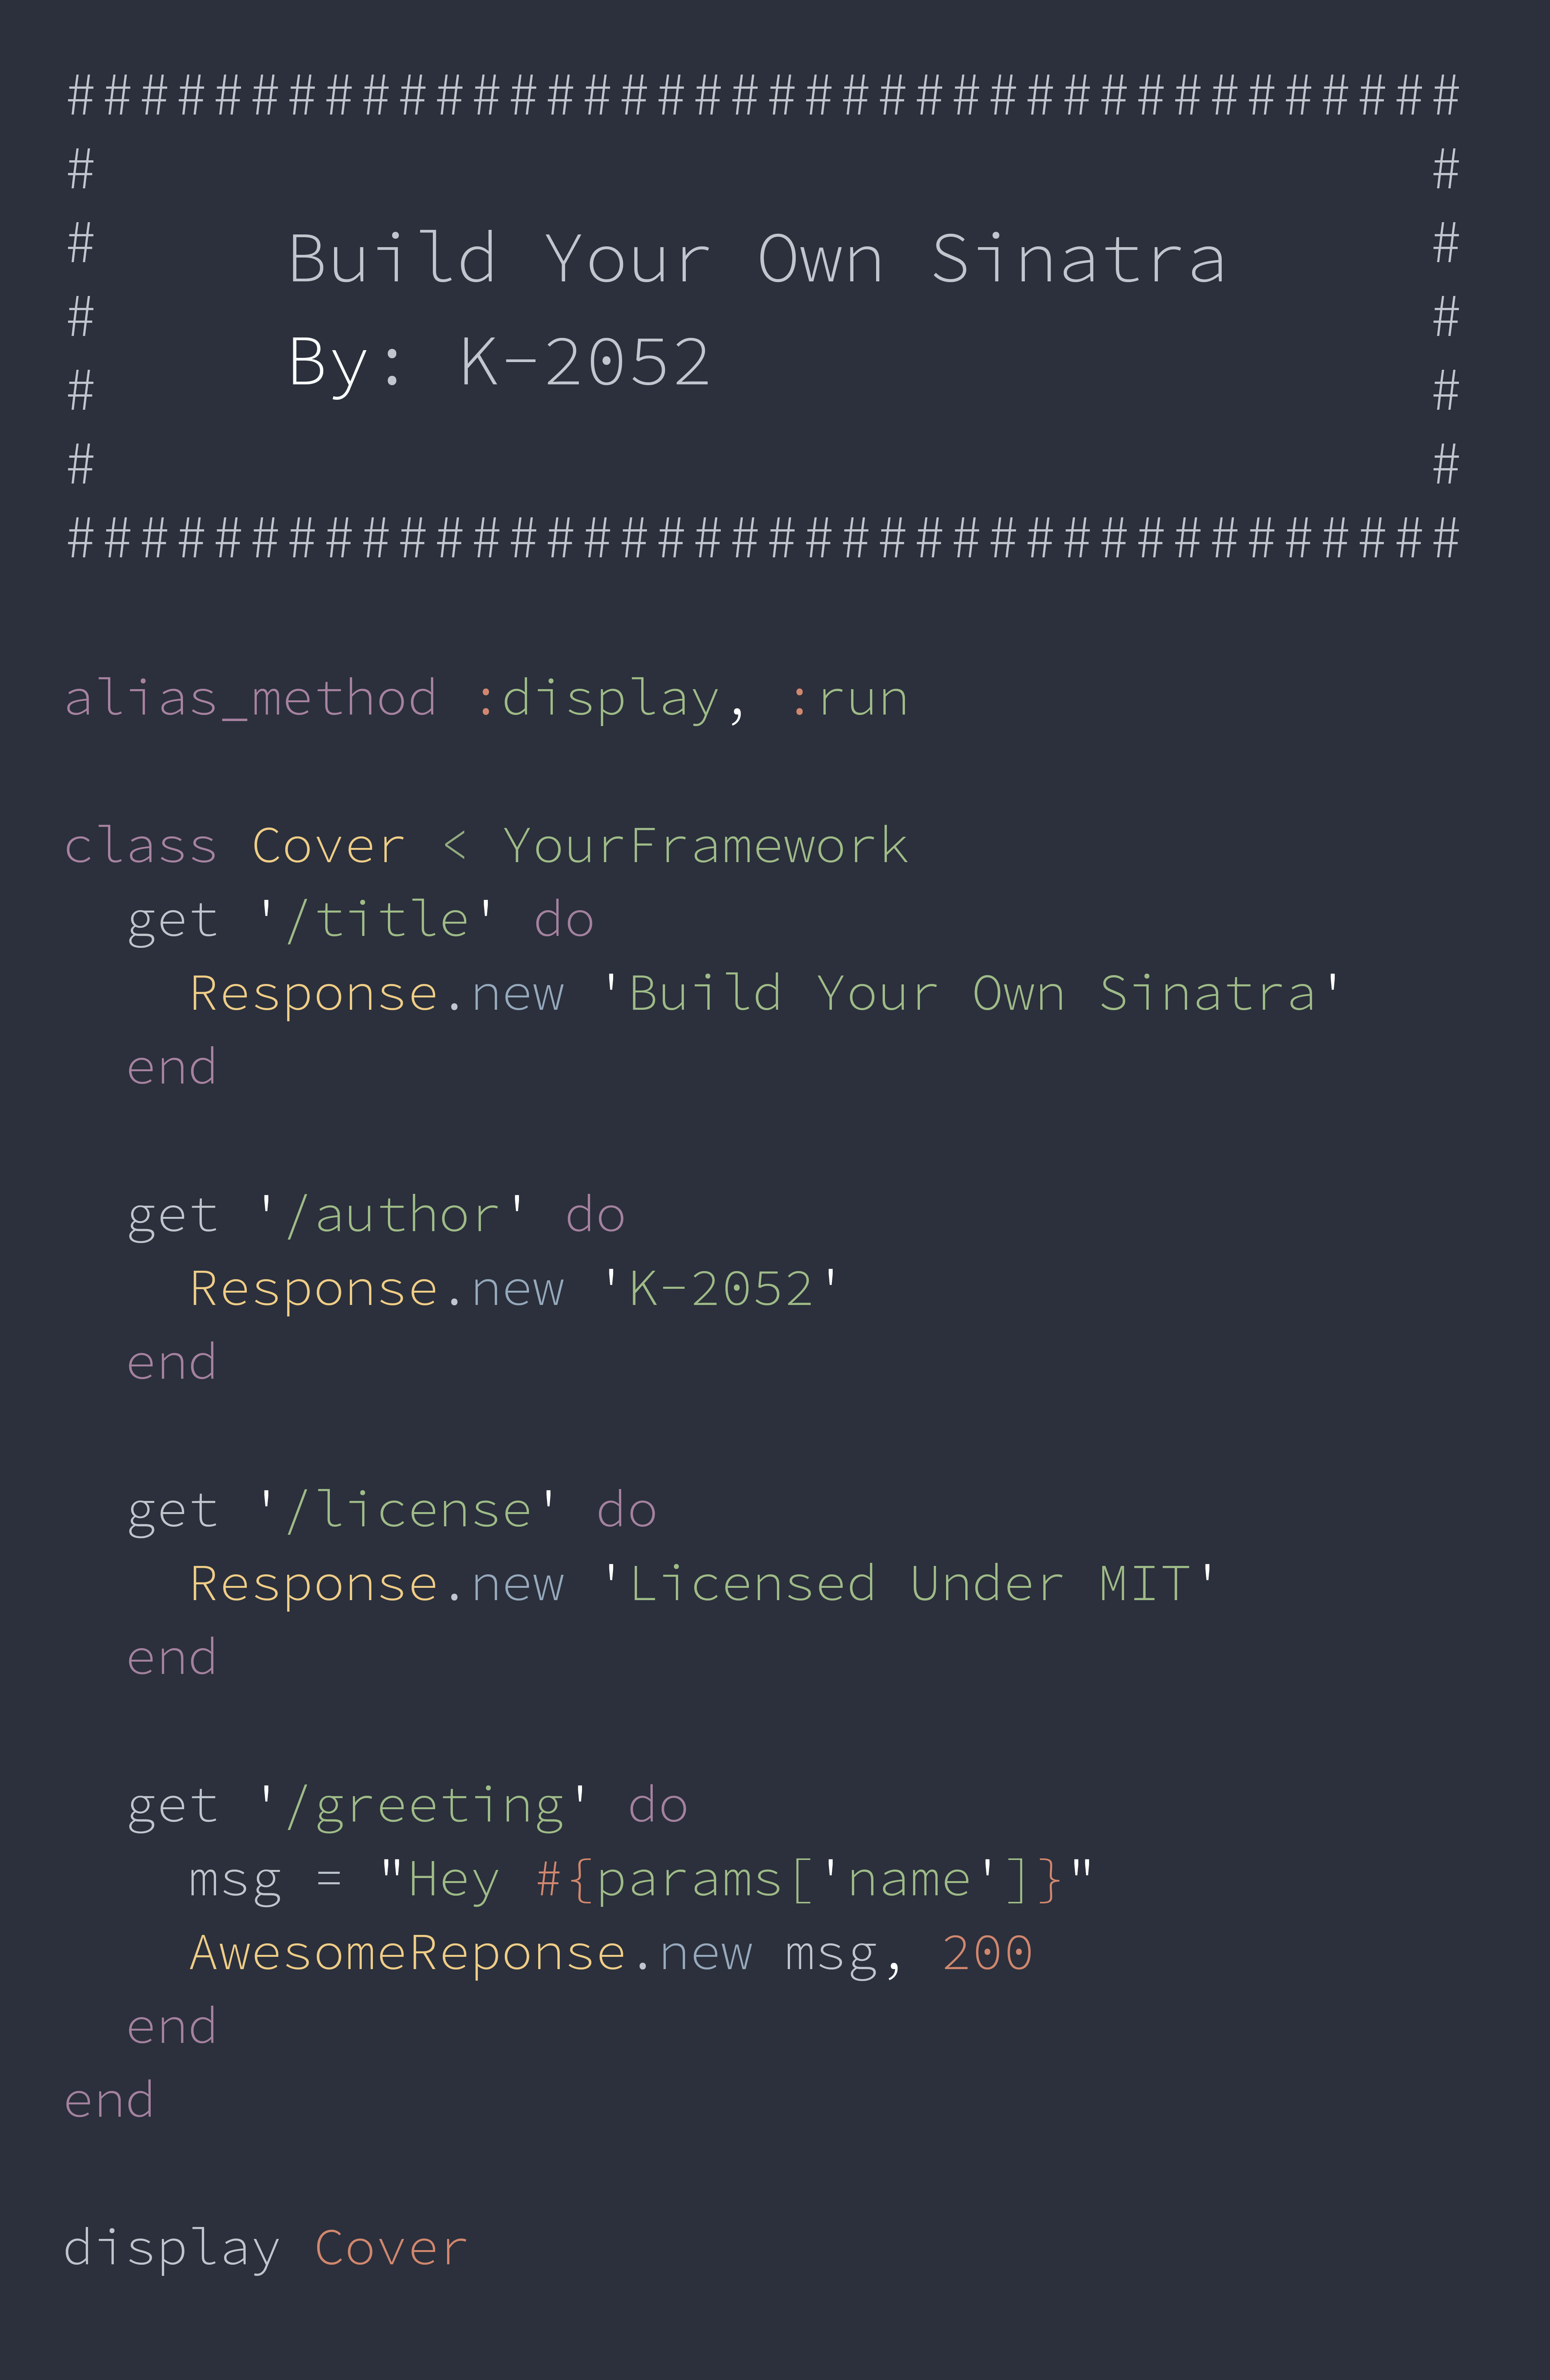 ######################################
#                                    #
#     Build Your Own Sinatra         #
#                                    #
#     By: K-2052                     #
#                                    #
######################################
alias_method :display, :run
class Cover < YourFramework
  get '/title' do
    Response.new 'Build Your Own Sinatra'
  end
  get '/author' do
    Response.new 'K-2052'
  end
  get '/license' do
    Response.new 'Licensed Under MIT'
  end
  get '/greeting' do
    msg = "Hey #{params['name']}"
    AwesomeReponse.new msg, 200
  end
end
display Cover